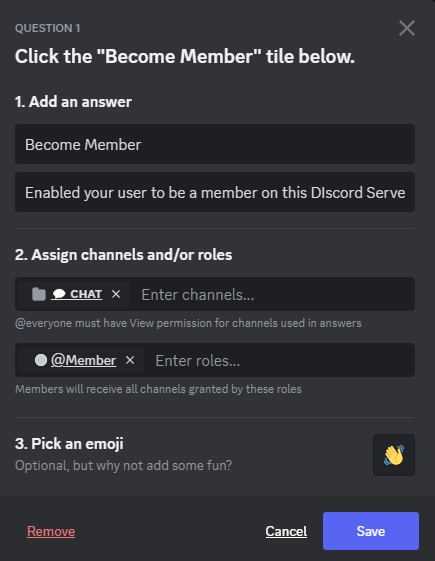 QUESTION 1
Click the "Become Member" tile below.
1. Add an answer
Become Member
Enabled your user to be a member on this DIscord Serve
2. Assign channels and/or roles
CHAT Enter channels...
@everyone must have View permission for channels used in answers
@Member Enter roles...
Members will receive all channels granted by these roles
3. Pick an emoji
Optional, but why not add some fun?
Remove Cancel Save